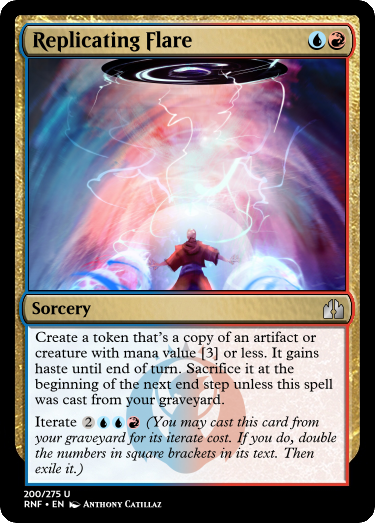 Replicating Flare
Sorcery
Create a token that's a copy of an artifact or
creature with mana value [3] or less. It gains
haste until end of turn. Sacrifice it at the
beginning of the next end step unless this spell
was cast from your graveyard.
Iterate 2 (You may cast this card from
your graveyard for its iterate cost. If you do, double
the numbers in square brackets in its text. Then
exile it.)
200/275 U
RNF • EN Anthony Catillaz